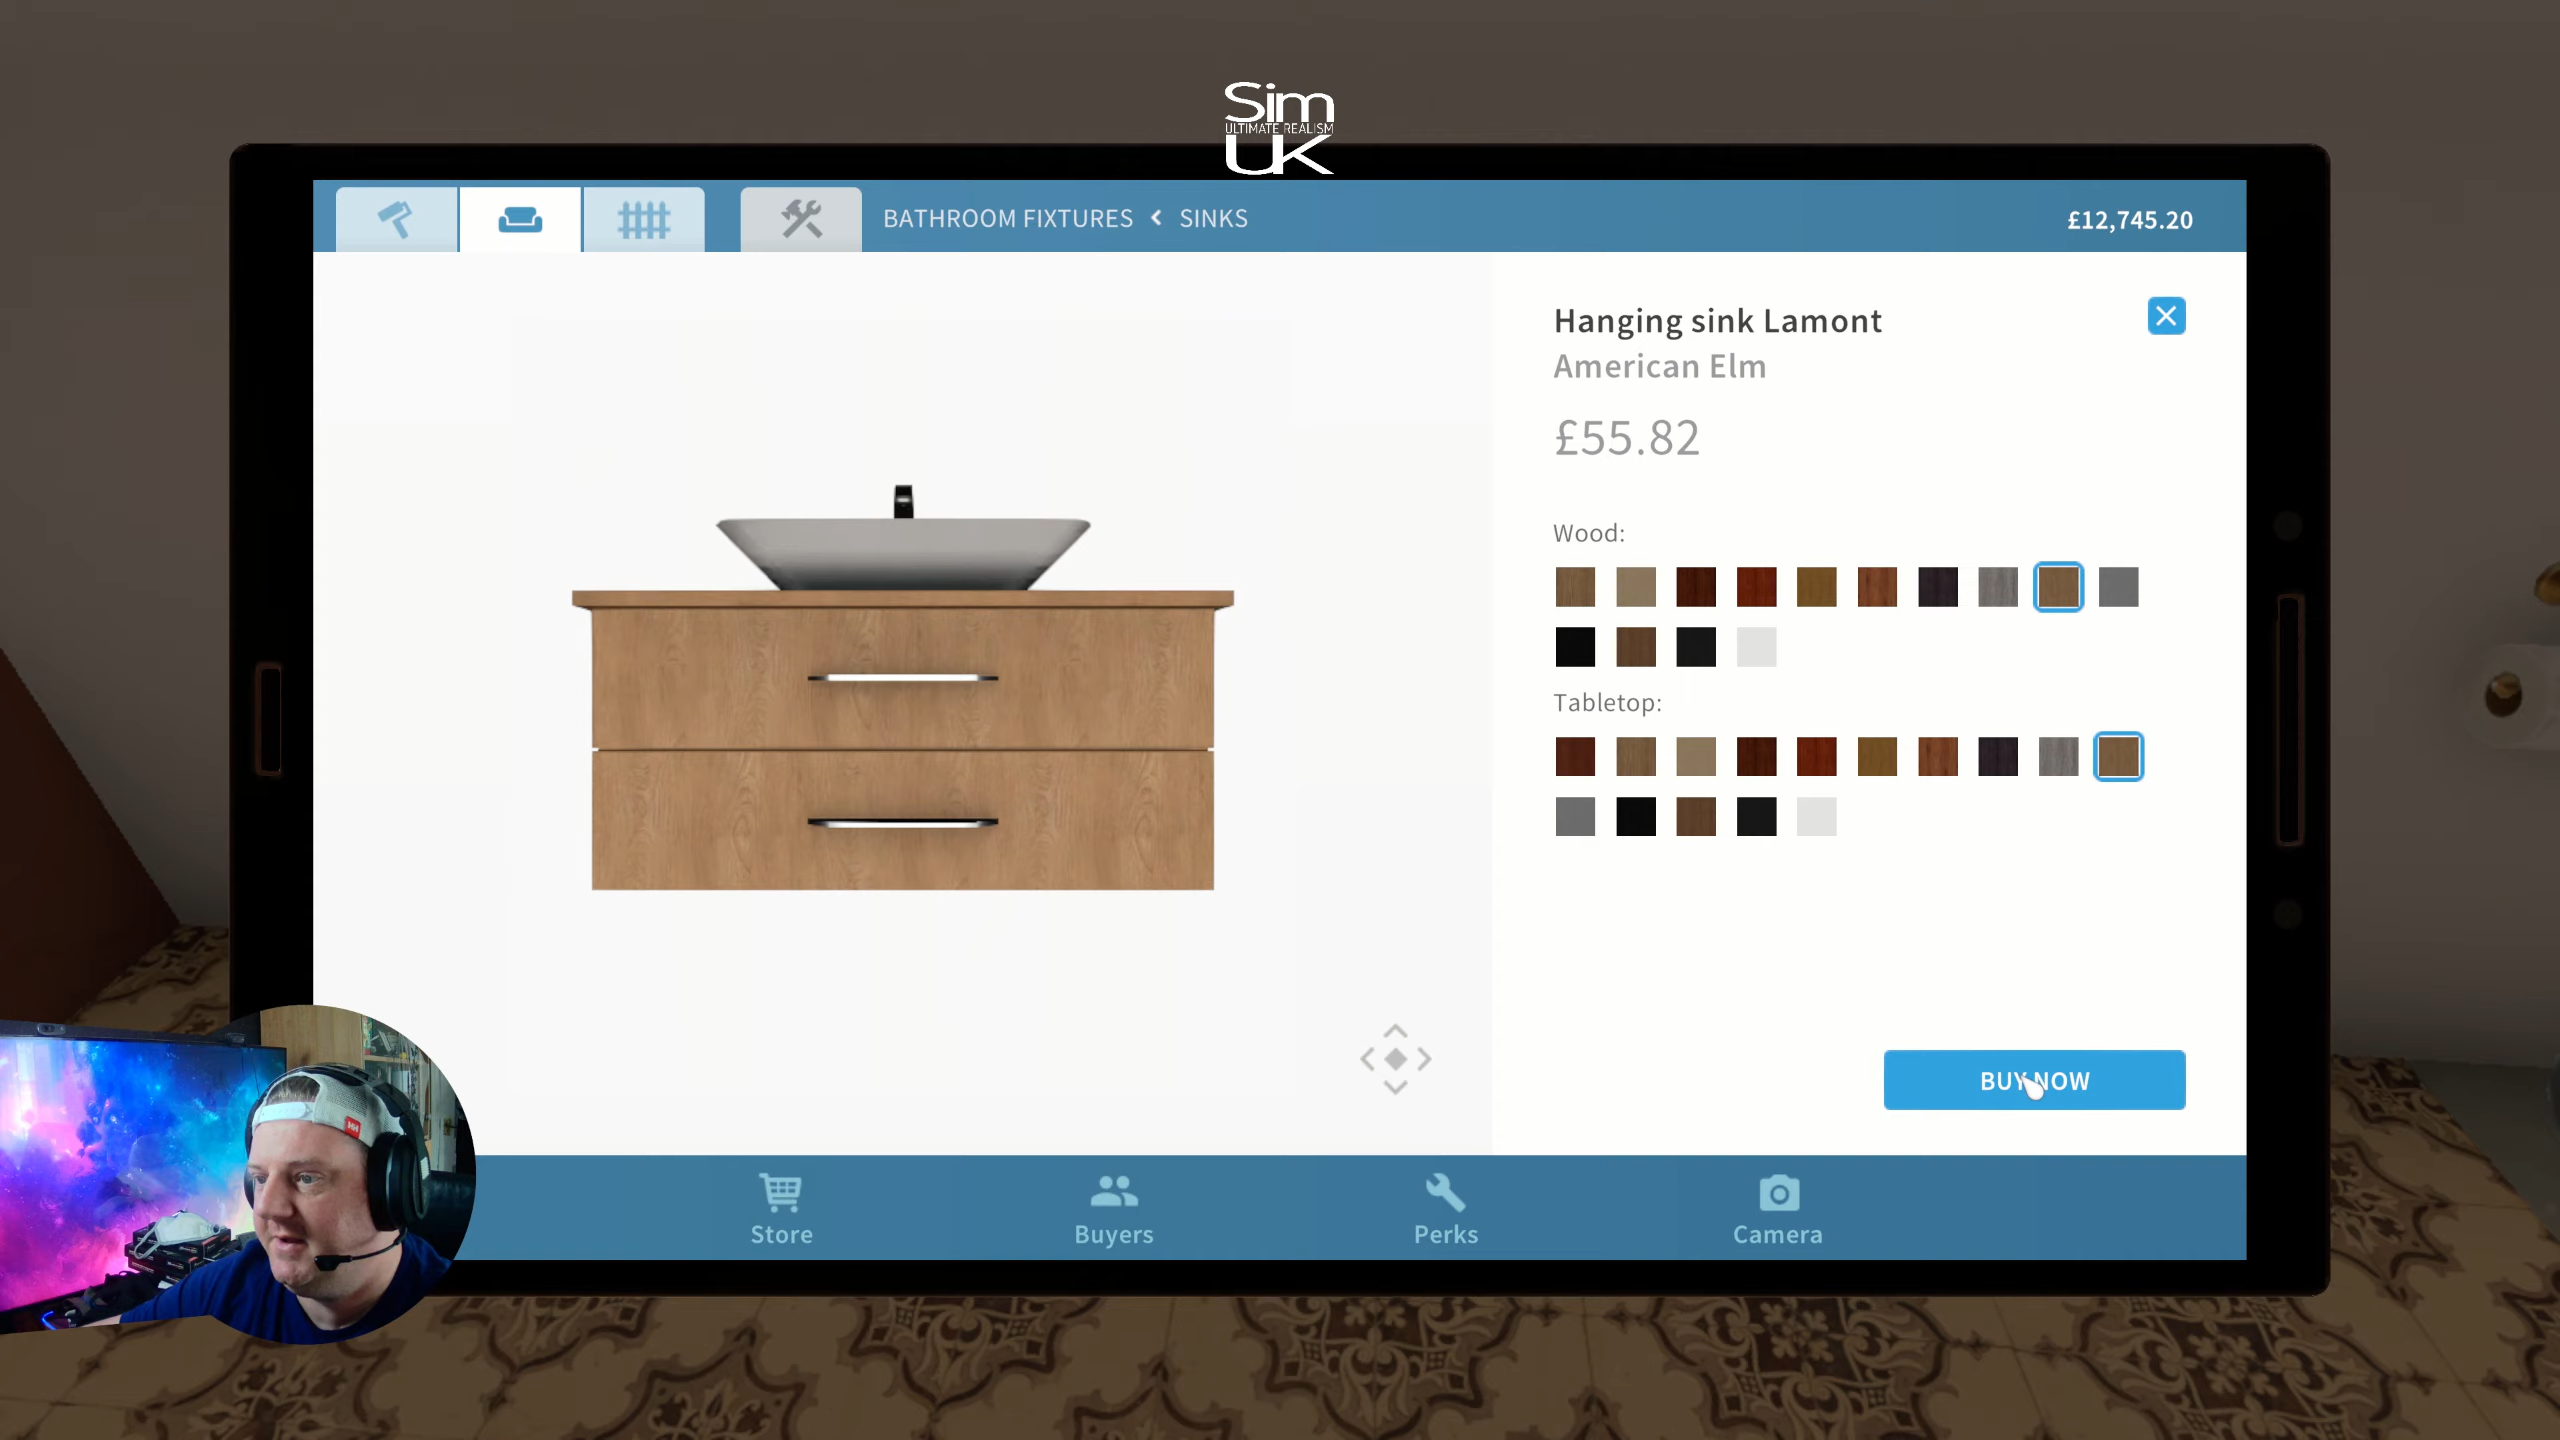 Sim
ULTIMATE REALISM
UK
BATHROOM FIXTURES < SINKS
£12,745.20
Hanging sink Lamont
American Elm
£55.82
Wood:
Tabletop:
BUY NOW
Store
Buyers
Perks
Camera
HH